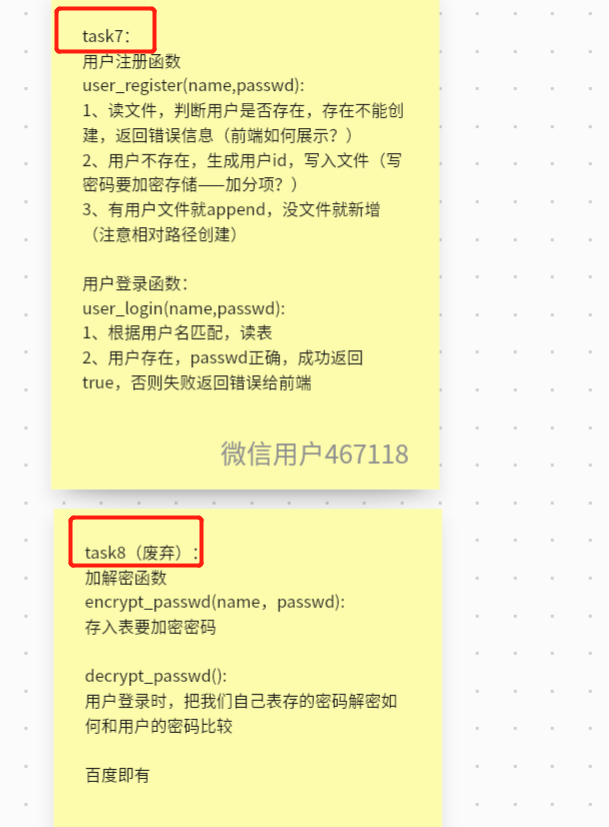 task7：
用户注册函数
user_register(name,passwd):
1、读文件，判断用户是否存在，存在不能创
建，返回错误信息（前端如何展示？）
2、用户不存在，生成用户id，写入文件（写
密码要加密存储——加分项？）
3、有用户文件就append，没文件就新增
（注意相对路径创建）
用户登录函数：
user_login(name,passwd):
1、根据用户名匹配，读表
2、用户存在，passwd正确，成功返回
true，否则失败返回错误给前端
微信用户467118
task8（废弃）：
加解密函数
encrypt_passwd(name，passwd):
存入表要加密密码
decrypt_passwd():
用户登录时，把我们自己表存的密码解密如
何和用户的密码比较
百度即有